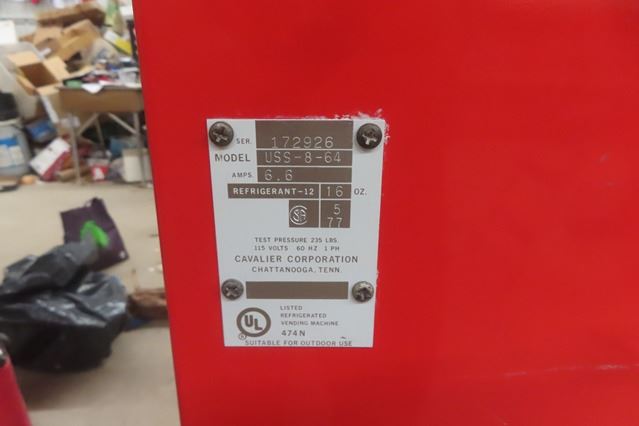 SER. 172926
MODEL USS-8-64
AMPS. 6.6
REFRIGERANT-12 16 OZ.
SA 5
77
TEST PRESSURE 235 LBS.
115 VOLTS 60 HZ 1 PH
CAVALIER CORPORATION
CHATTANOOGA, TENN.
UL ®
LISTED
REFRIGERATED
VENDING MACHINE
474N
SUITABLE FOR OUTDOOR USE